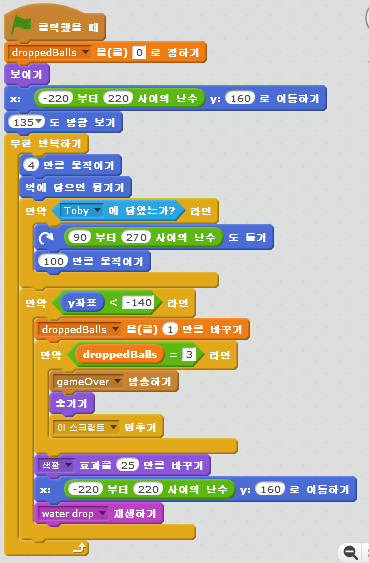 클릭했을 때
droppedBalls 을(를) 0 로 정하기
보이기
x: -220 부터 220 사이의 난수 y: 160 로 이동하기
135 도 방향 보기
무한 반복하기
4 만큼 움직이기
벽에 닿으면 튕기기
만약 Toby 에 닿았는가? 라면
90 부터 270 사이의 난수 도 돌기
100 만큼 움직이기
만약 y좌표 < -140 라면
droppedBalls 을(를) 1 만큼 바꾸기
만약 droppedBalls = 3 라면
gameOver 방송하기
숨기기
이 스크립트 멈추기
색깔 효과를 25 만큼 바꾸기
x: -220 부터 220 사이의 난수 y: 160 로 이동하기
water drop 재생하기